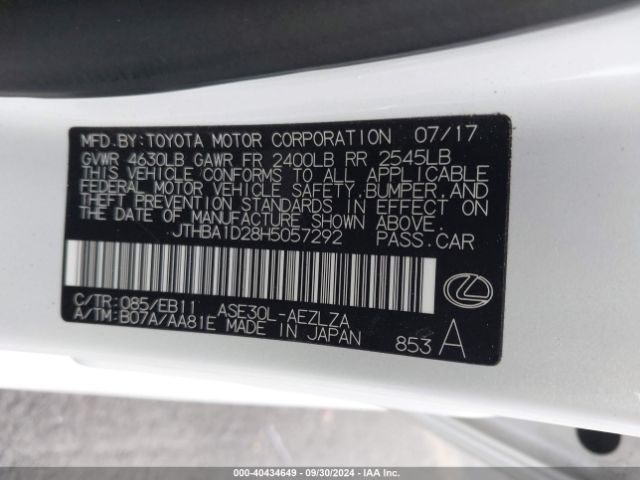 MFD.BY:TOYOTA MOTOR CORPORATION 07/17
GVWR 4630LB GAWR FR 2400LB RR 2545LB
THIS VEHICLE CONFORMS TO ALL APPLICABLE
FEDERAL MOTOR VEHICLE SAFETY,BUMPER,AND
THEFT PREVENTION STANDARDS IN EFFECT ON
THE DATE OF MANUFACTURE SHOWN ABOVE.
JTHBA1D28H5057292 PASS.CAR
C/TR:085/EB11 ASE30L-AEZLZA
A/TM:B07A/AA81E MADE IN JAPAN 853 A
000-40434649 - 09/30/2024 - IAA Inc.